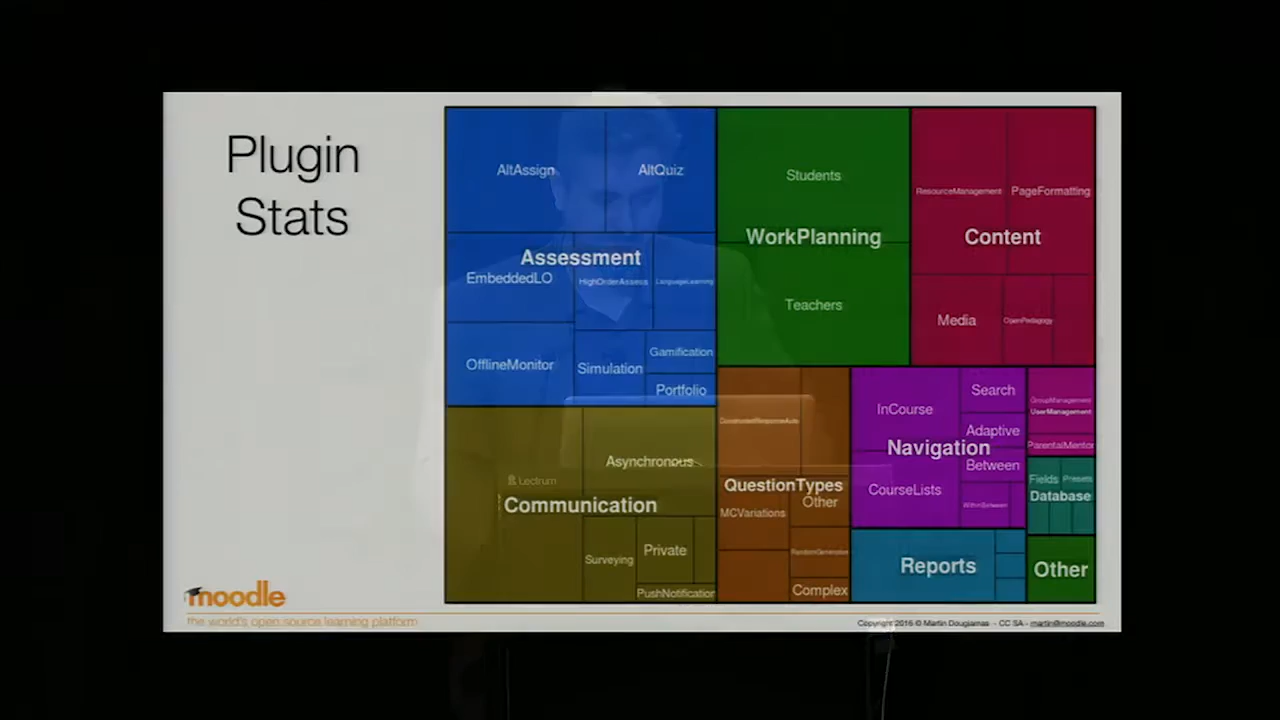 Plugin
Stats
AltAssign
AltQuiz
Assessment
EmbeddedLO
HighOrderAssess
LanguageLearning
OfflineMonitor
Simulation
Gamification
Portfolio
Students
WorkPlanning
Teachers
ResourceManagement
PageFormatting
Content
Media
OpenPedagogy
Asynchronous
Lectrum
Communication
Surveying
Private
PushNotification
ConstructedResponseAuto
QuestionTypes
Other
MCVariations
Complex
InCourse
Search
Adaptive
Navigation
Between
CourseLists
WithinBetween
GroupManagement
UserManagement
ParentalMentor
Fields
Presets
Database
Reports
Other
moodle
the world's open source learning platform
Copyright 2016 © Martin Dougiamas - CC SA - martin@moodle.com